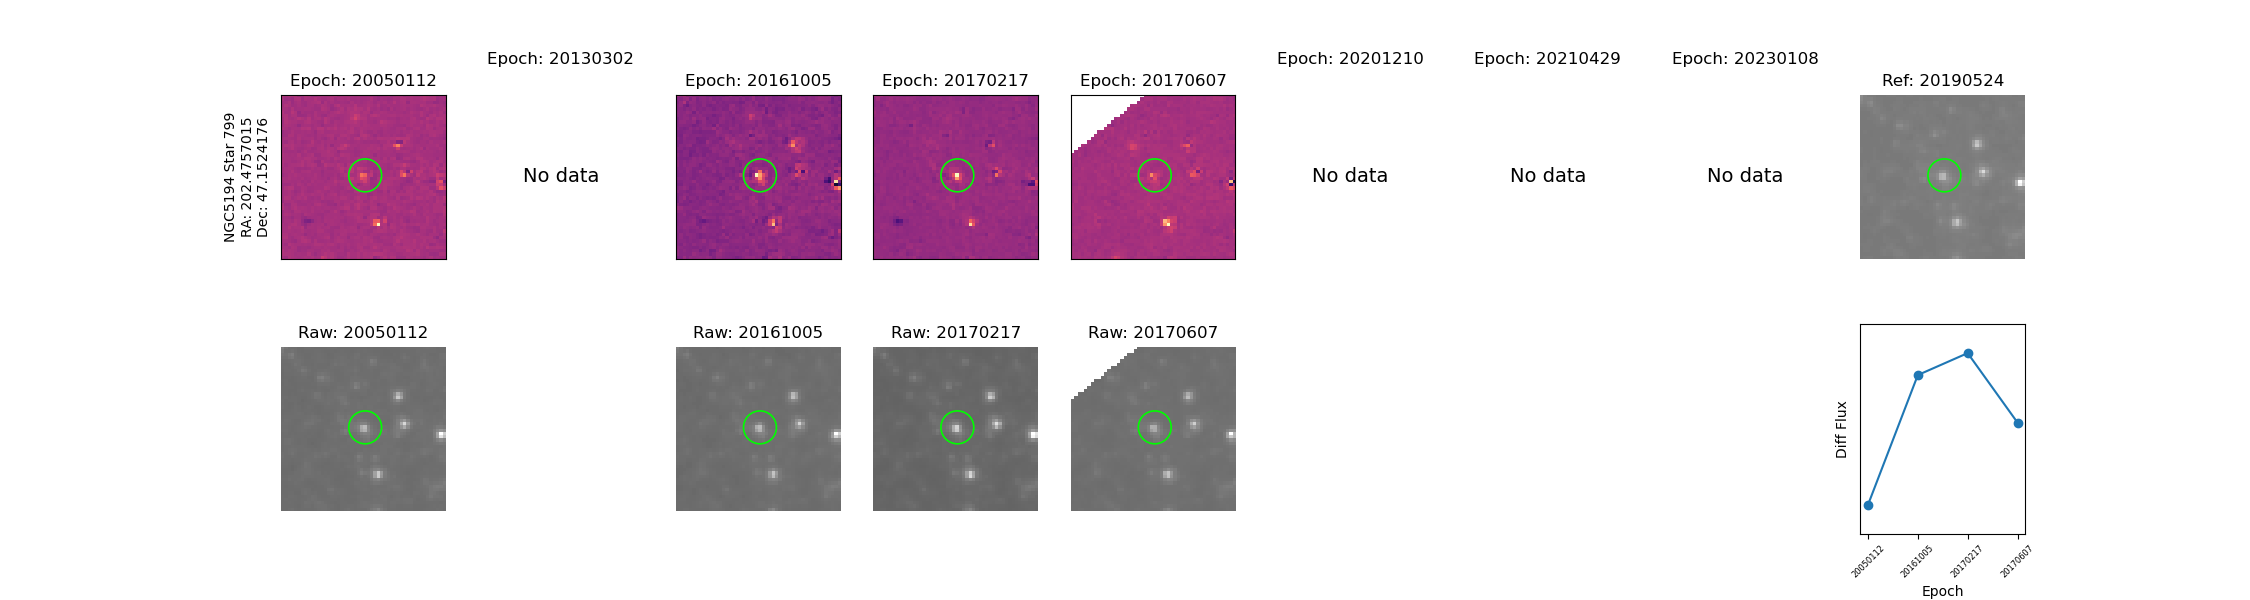 Epoch: 20050112
Epoch: 20130302
Epoch: 20161005
Epoch: 20170217
Epoch: 20170607
Epoch: 20201210
Epoch: 20210429
Epoch: 20230108
Ref: 20190524
NGC5194 Star 799
RA: 202.4757015
Dec: 47.1524176
No data
No data
No data
No data
Raw: 20050112
Raw: 20161005
Raw: 20170217
Raw: 20170607
Diff Flux
20050112
20161005
20170217
20170607
Epoch